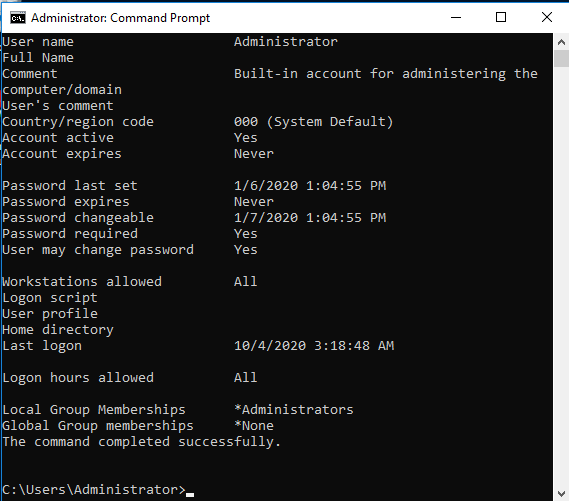 Administrator: Command Prompt
User name Administrator
Full Name
Comment Built-in account for administering the
computer/domain
User's comment
Country/region code 000 (System Default)
Account active Yes
Account expires Never
Password last set 1/6/2020 1:04:55 PM
Password expires Never
Password changeable 1/7/2020 1:04:55 PM
Password required Yes
User may change password Yes
Workstations allowed All
Logon script
User profile
Home directory
Last logon 10/4/2020 3:18:48 AM
Logon hours allowed All
Local Group Memberships *Administrators
Global Group memberships *None
The command completed successfully.
C:\Users\Administrator>